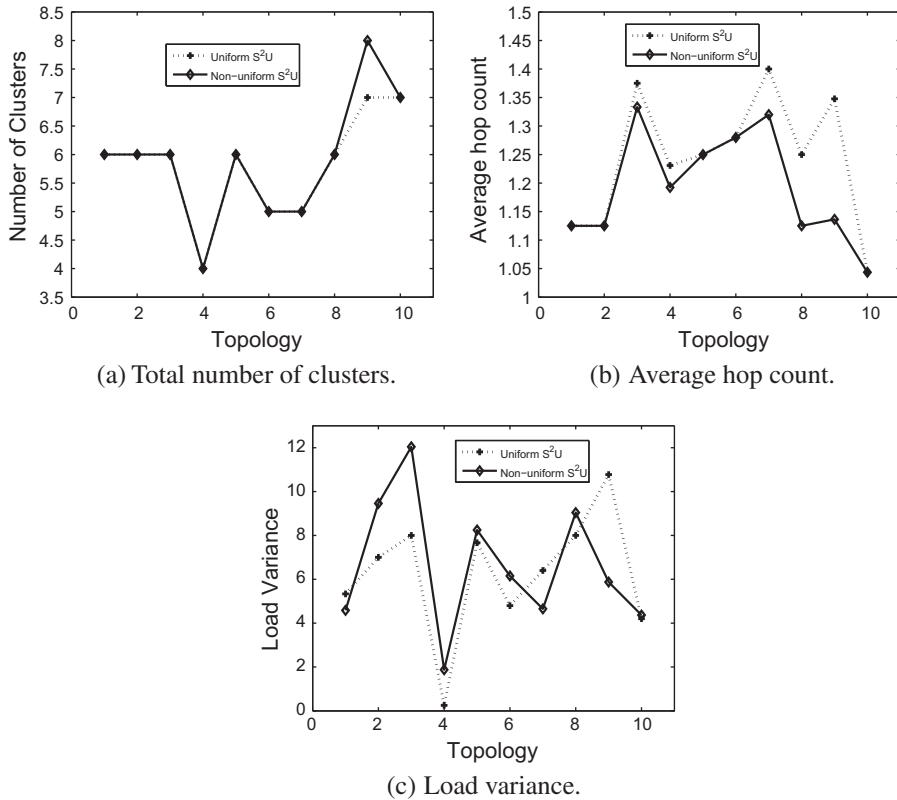 8.5
8
7.5
7
6.5
6
5.5
5
4.5
4
3.5
0 2 4 6 8 10
Number of Clusters
Topology
Uniform S²U
Non-uniform S²U
(a) Total number of clusters.
1.5
1.45
1.4
1.35
1.3
1.25
1.2
1.15
1.1
1.05
1
0 2 4 6 8 10
Average hop count
Topology
Uniform S²U
Non-uniform S²U
(b) Average hop count.
12
10
8
6
4
2
0
0 2 4 6 8 10
Load Variance
Topology
Uniform S²U
Non-uniform S²U
(c) Load variance.